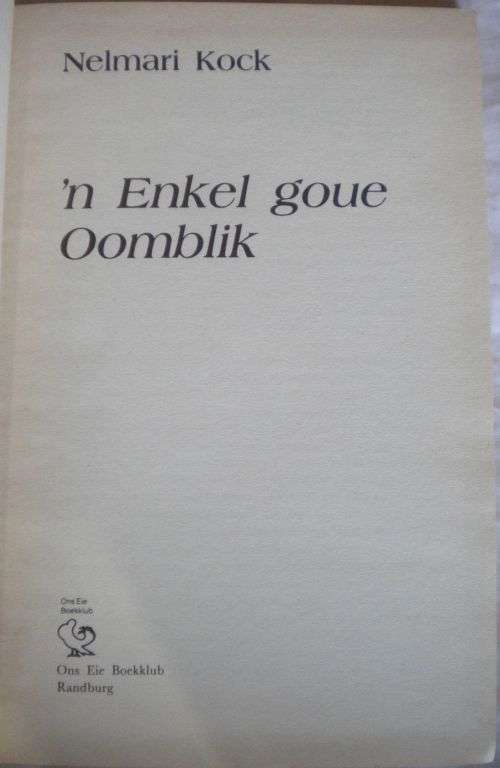 Nelmari Kock
'n Enkel goue
Oomblik
Ons Eie
Boekklub
Ons Eie Boekklub
Randburg